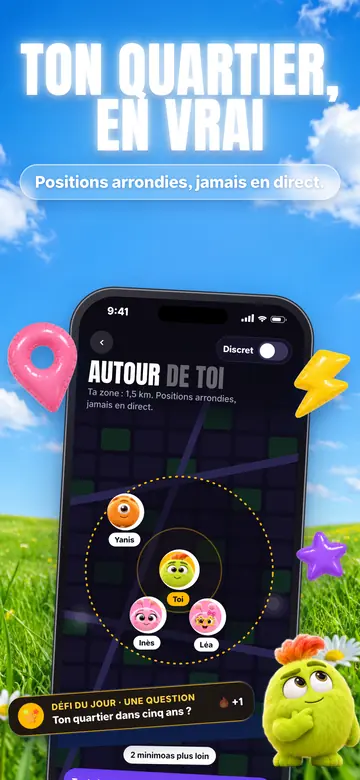 TON QUARTIER,
EN VRAI
Positions arrondies, jamais en direct.
9:41
Discret
AUTOUR DE TOI
Ta zone : 1,5 km. Positions arrondies,
jamais en direct.
Yanis
Toi
Inès
Léa
DÉFI DU JOUR · UNE QUESTION
+1
Ton quartier dans cinq ans ?
2 minimoas plus loin